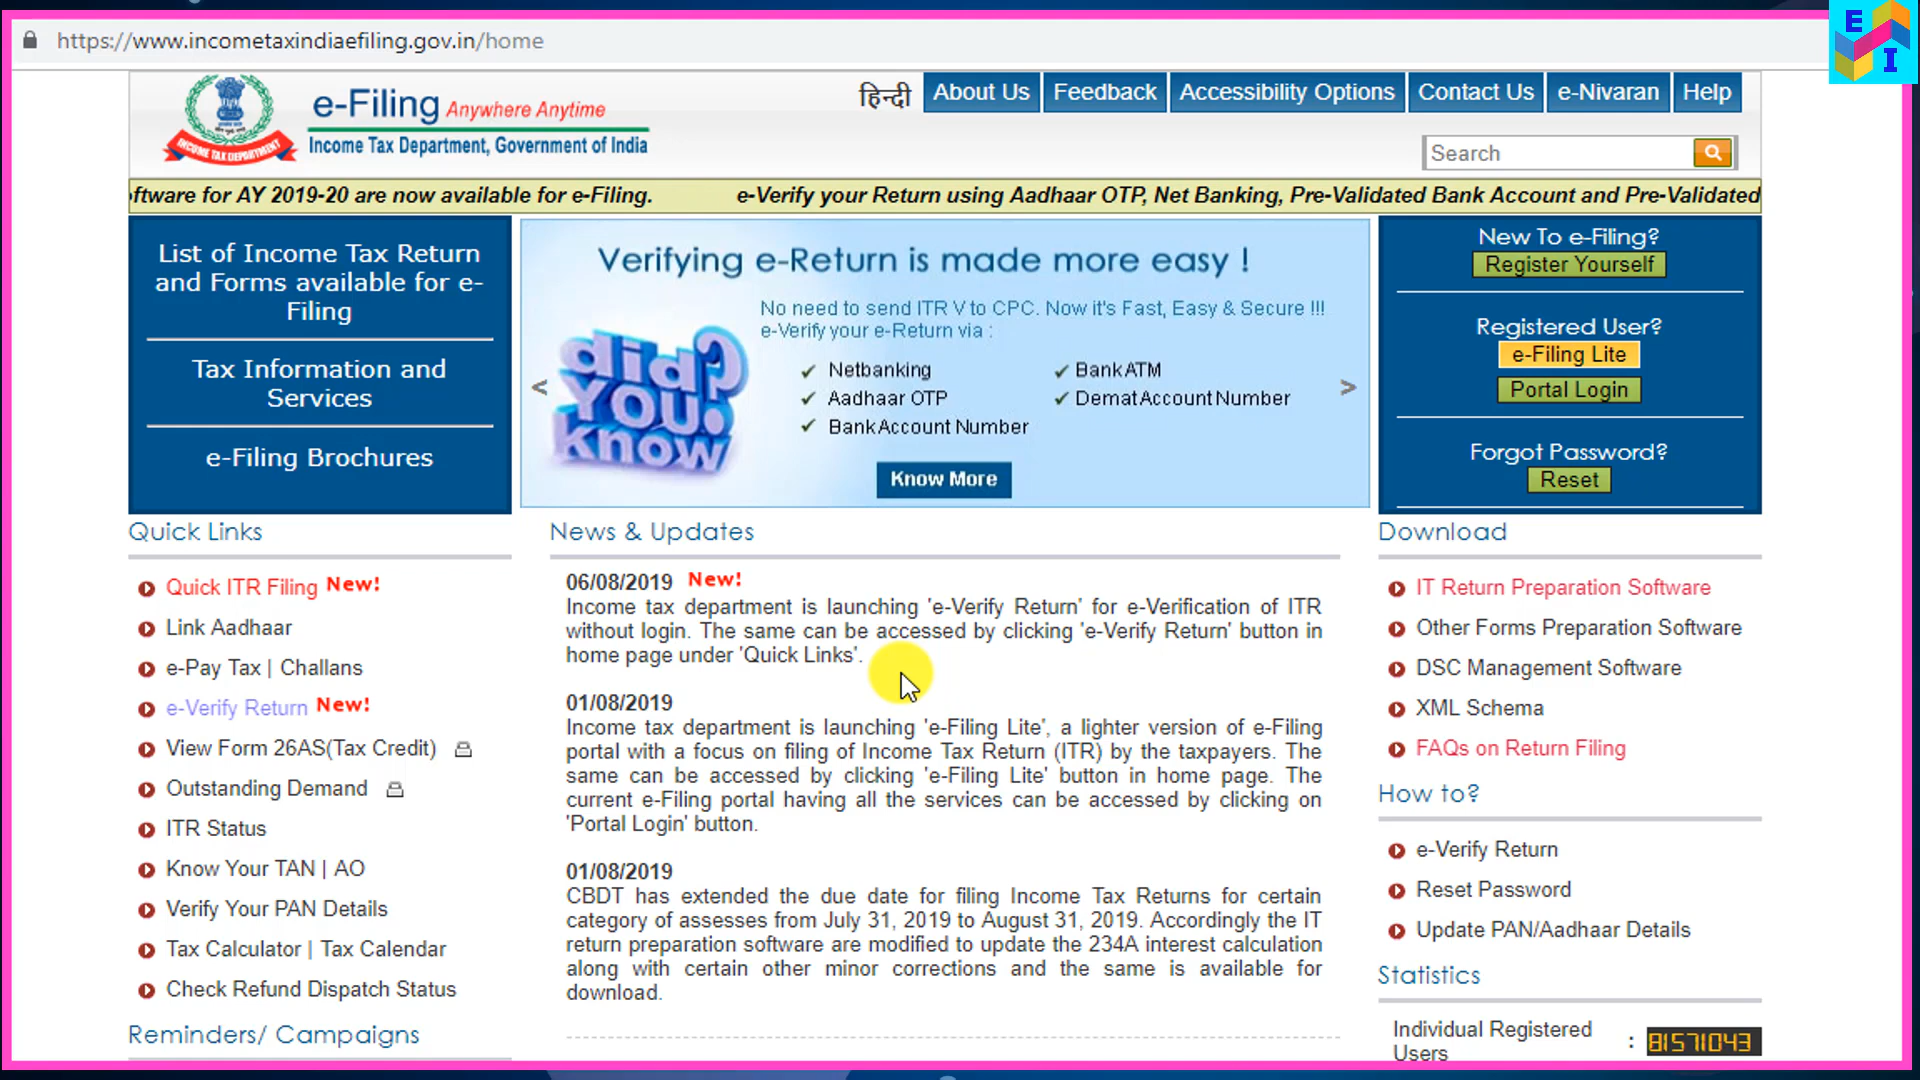 https://www.incometaxindiaefiling.gov.in/home
E
I
e-Filing Anywhere Anytime
Income Tax Department, Government of India
INCOME TAX DEPARTMENT
हिन्दी
About Us
Feedback
Accessibility Options
Contact Us
e-Nivaran
Help
Search
ftware for AY 2019-20 are now available for e-Filing. e-Verify your Return using Aadhaar OTP, Net Banking, Pre-Validated Bank Account and Pre-Validated
List of Income Tax Return
and Forms available for e-
Filing
Tax Information and
Services
e-Filing Brochures
Verifying e-Return is made more easy !
No need to send ITR V to CPC. Now it's Fast, Easy & Secure !!!
e-Verify your e-Return via :
did
YOU
know
?
Netbanking
Aadhaar OTP
Bank Account Number
Bank ATM
Demat Account Number
<
>
Know More
New To e-Filing?
Register Yourself
Registered User?
e-Filing Lite
Portal Login
Forgot Password?
Reset
Quick Links
Quick ITR Filing New!
Link Aadhaar
e-Pay Tax | Challans
e-Verify Return New!
View Form 26AS(Tax Credit)
Outstanding Demand
ITR Status
Know Your TAN | AO
Verify Your PAN Details
Tax Calculator | Tax Calendar
Check Refund Dispatch Status
Reminders/ Campaigns
News & Updates
06/08/2019 New!
Income tax department is launching 'e-Verify Return' for e-Verification of ITR
without login. The same can be accessed by clicking 'e-Verify Return' button in
home page under 'Quick Links'.
01/08/2019
Income tax department is launching 'e-Filing Lite', a lighter version of e-Filing
portal with a focus on filing of Income Tax Return (ITR) by the taxpayers. The
same can be accessed by clicking 'e-Filing Lite' button in home page. The
current e-Filing portal having all the services can be accessed by clicking on
'Portal Login' button.
01/08/2019
CBDT has extended the due date for filing Income Tax Returns for certain
category of assesses from July 31, 2019 to August 31, 2019. Accordingly the IT
return preparation software are modified to update the 234A interest calculation
along with certain other minor corrections and the same is available for
download.
Download
IT Return Preparation Software
Other Forms Preparation Software
DSC Management Software
XML Schema
FAQs on Return Filing
How to?
e-Verify Return
Reset Password
Update PAN/Aadhaar Details
Statistics
Individual Registered
Users
: 81571043